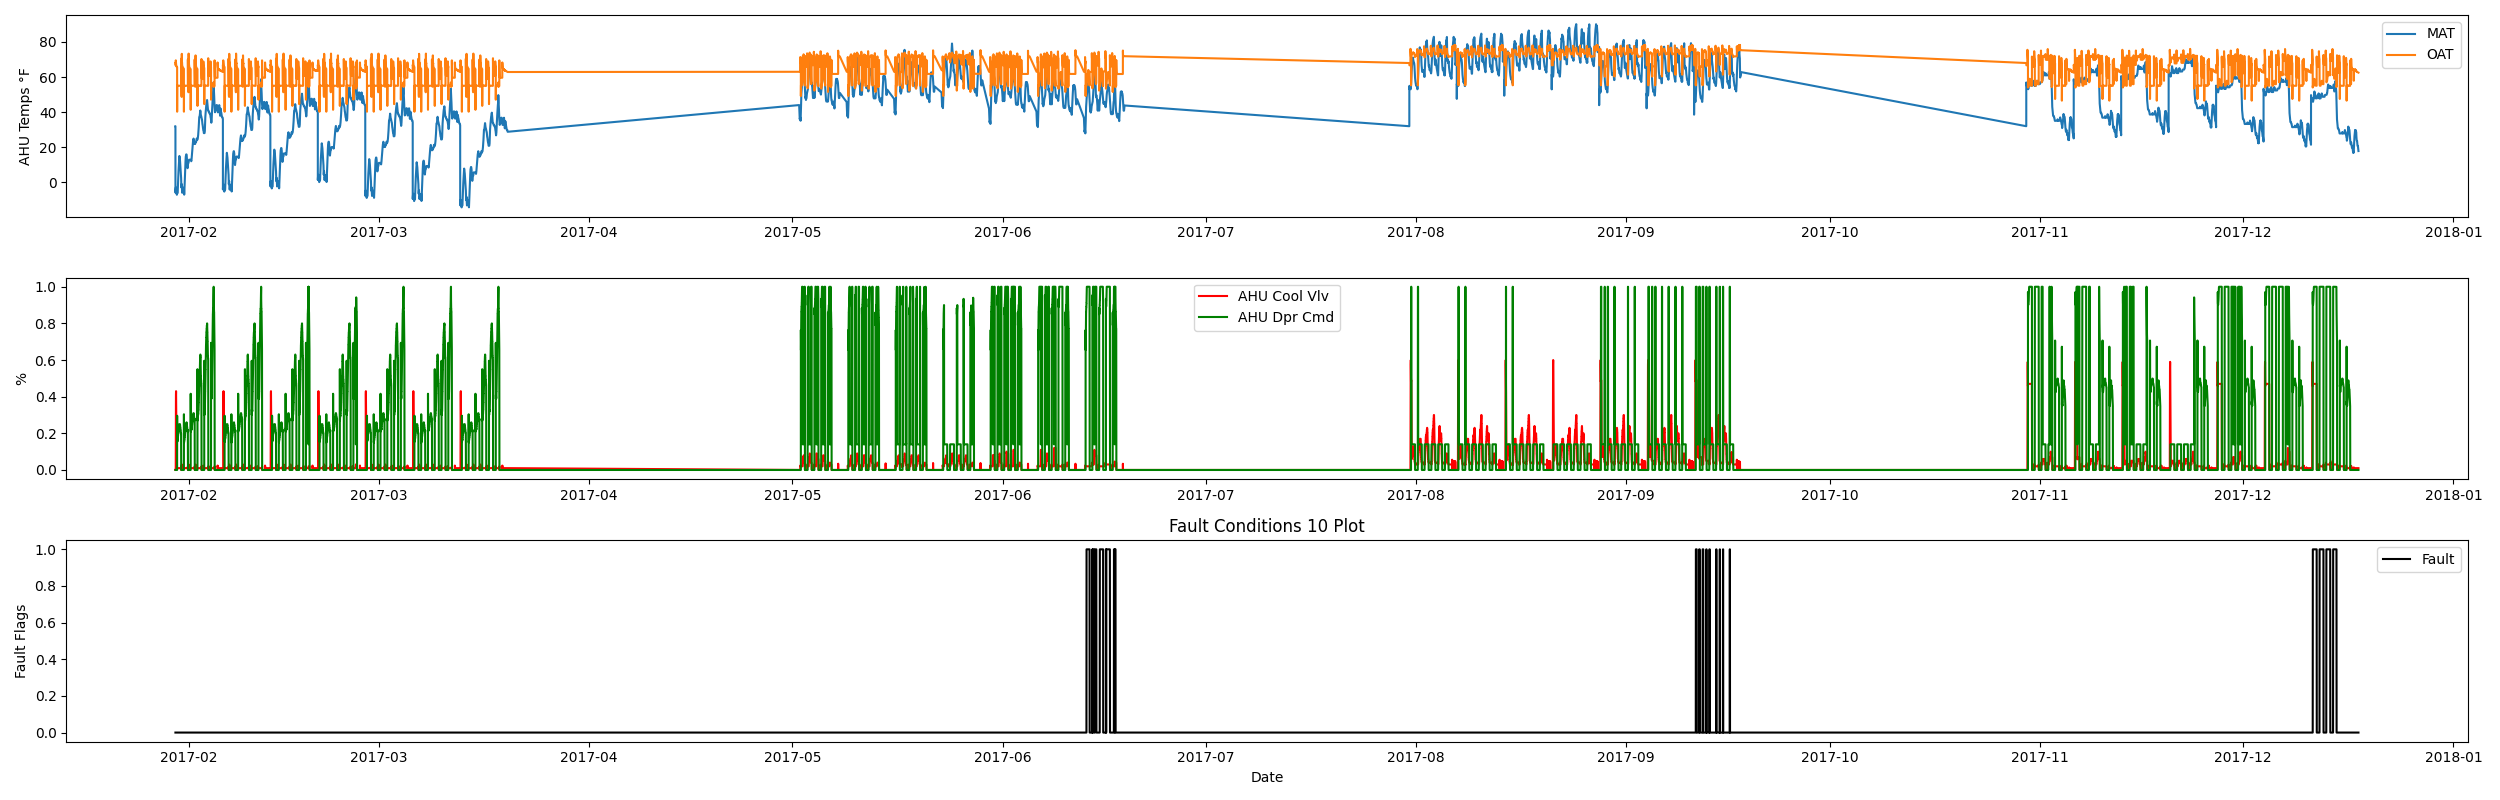 AHU Temps °F
80
60
40
20
0
MAT
OAT
2017-02 2017-03 2017-04 2017-05 2017-06 2017-07 2017-08 2017-09 2017-10 2017-11 2017-12 2018-01
%
1.0
0.8
0.6
0.4
0.2
0.0
AHU Cool Vlv
AHU Dpr Cmd
2017-02 2017-03 2017-04 2017-05 2017-06 2017-07 2017-08 2017-09 2017-10 2017-11 2017-12 2018-01
Fault Conditions 10 Plot
Fault Flags
1.0
0.8
0.6
0.4
0.2
0.0
Fault
2017-02 2017-03 2017-04 2017-05 2017-06 2017-07 2017-08 2017-09 2017-10 2017-11 2017-12 2018-01
Date